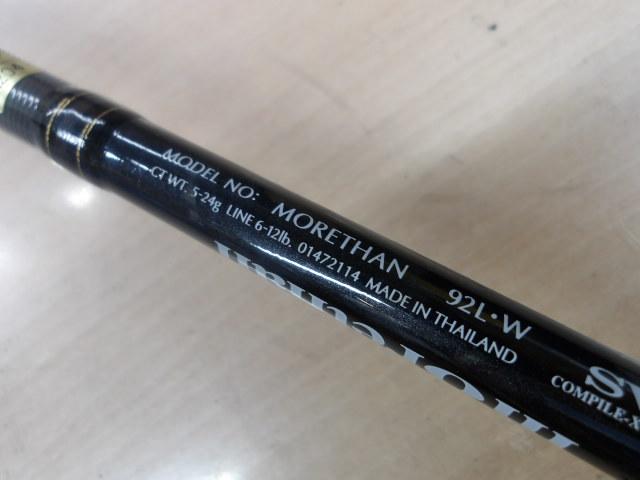 MODEL NO: MORETHAN 92L·W
CT WT. 5-24g LINE 6-12lb. 01472114 MADE IN THAILAND
COMPILE-X